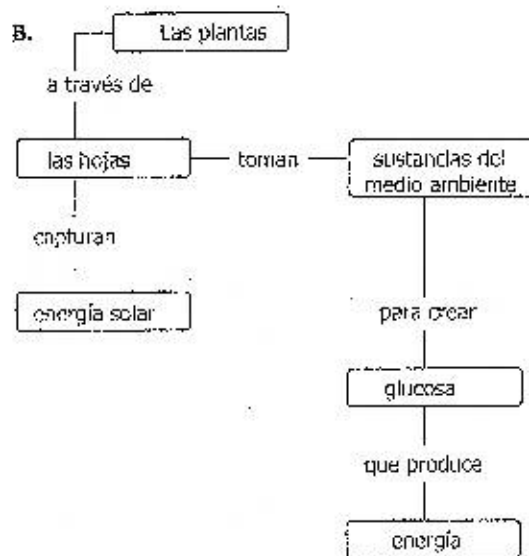 B.
Las plantas
a través de
las hojas
toman
sustancias del
medio ambiente
capturan
energía solar
para crear
glucosa
que produce
energía